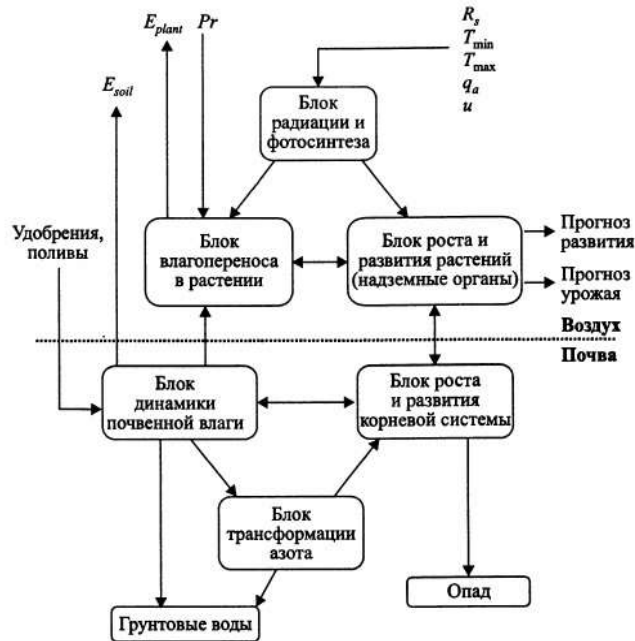 E_plant
Pr
R_s
T_min
T_max
q_a
u
E_soil
Блок
радиации и
фотосинтеза
Удобрения,
поливы
Блок
влагопереноса
в растении
Блок роста и
развития растений
(надземные органы)
Прогноз
развития
Прогноз
урожая
Воздух
Почва
Блок
динамики
почвенной влаги
Блок роста
и развития
корневой системы
Блок
трансформации
азота
Опад
Грунтовые воды